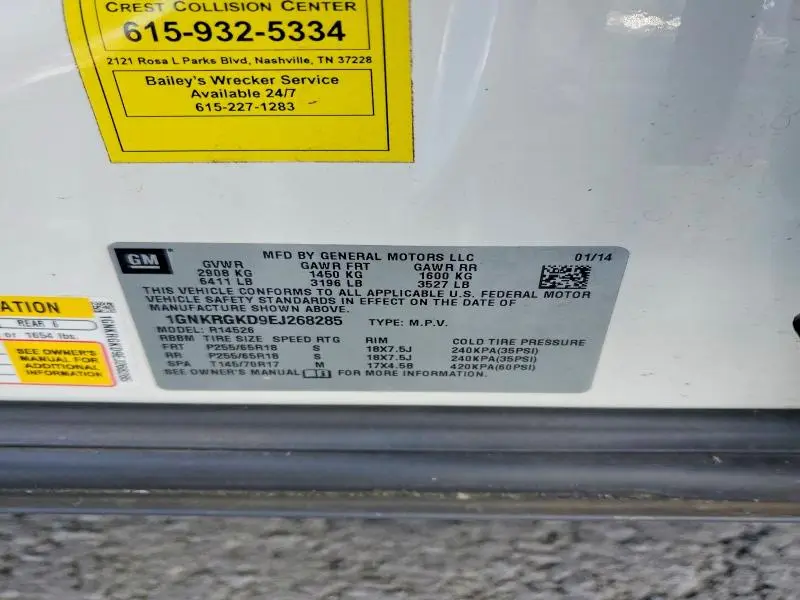 CREST COLLISION CENTER
615-932-5334
2121 Rosa L Parks Blvd, Nashville, TN 37228
Bailey's Wrecker Service
Available 24/7
615-227-1283
GM
MFD BY GENERAL MOTORS LLC 01/14
GVWR GAWR FRT GAWR RR
2908 KG 1450 KG 1600 KG
6411 LB 3196 LB 3527 LB
THIS VEHICLE CONFORMS TO ALL APPLICABLE U.S. FEDERAL MOTOR
VEHICLE SAFETY STANDARDS IN EFFECT ON THE DATE OF
MANUFACTURE SHOWN ABOVE.
1GNKRGKD9EJ268285 TYPE: M.P.V.
MODEL: R14526
RBBM TIRE SIZE SPEED RTG RIM COLD TIRE PRESSURE
FRT P255/65R18 S 18X7.5J 240KPA(35PSI)
RR P255/65R18 S 18X7.5J 240KPA(35PSI)
SPA T145/70R17 M 17X4.5B 420KPA(60PSI)
SEE OWNER'S MANUAL FOR MORE INFORMATION.
ATION
REAR 5
or 1654 lbs.
SEE OWNER'S
MANUAL FOR
ADDITIONAL
INFORMATION
1GNKRGKD9EJ268285